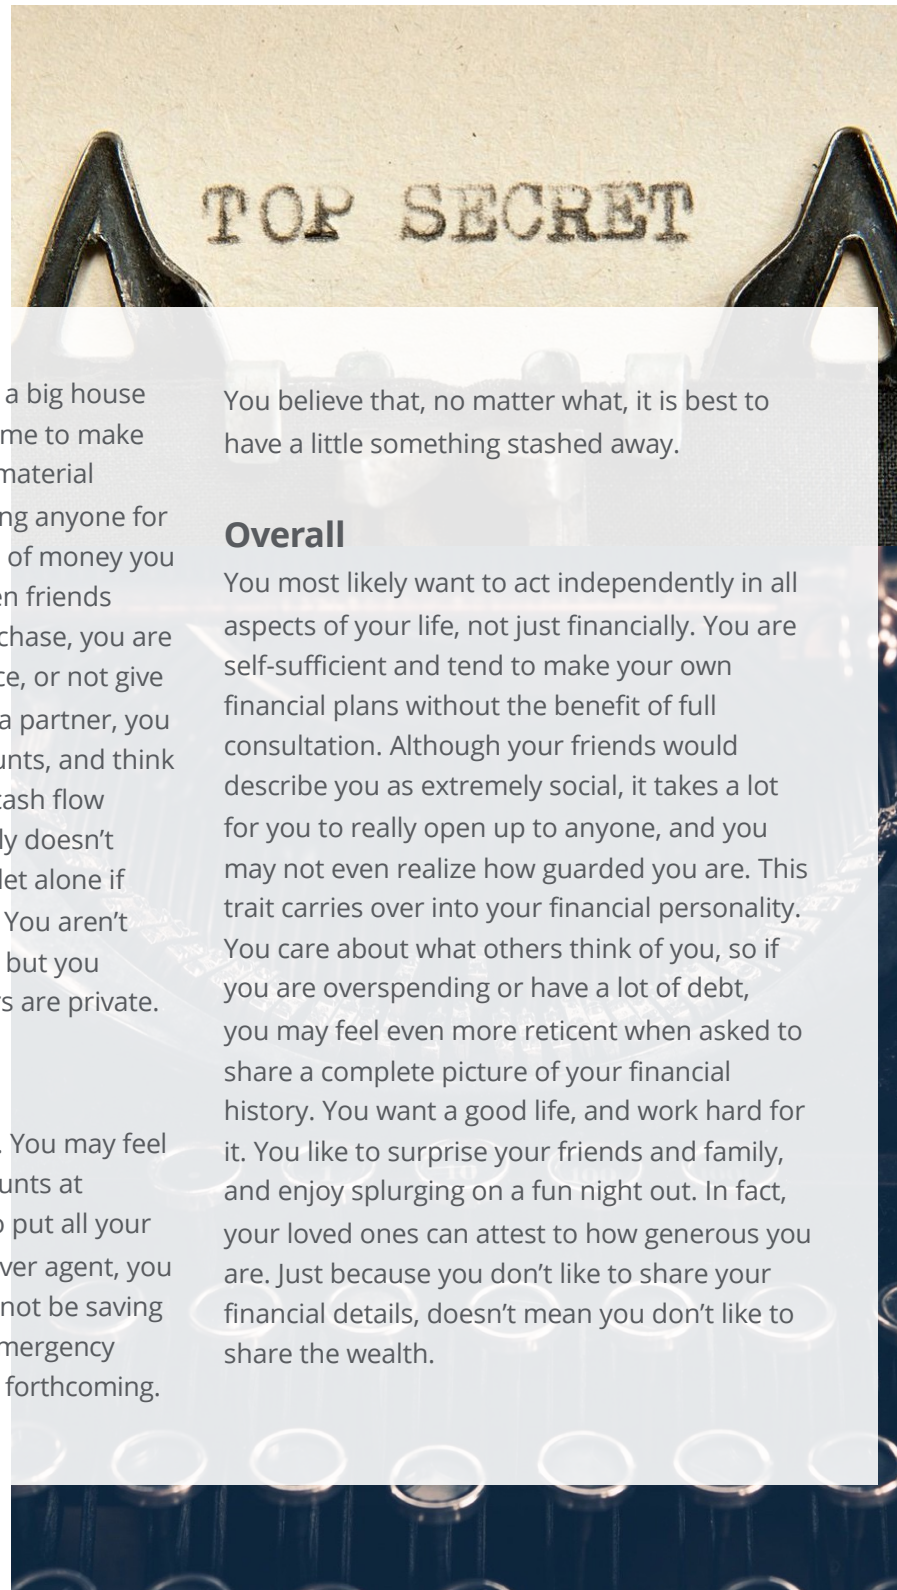 TOP SECRET
a big house
me to make
material
ng anyone for
of money you
en friends
chase, you are
ce, or not give
a partner, you
unts, and think
cash flow
ly doesn't
let alone if
You aren't
but you
rs are private.
. You may feel
unts at
o put all your
ver agent, you
not be saving
mergency
forthcoming.
You believe that, no matter what, it is best to
have a little something stashed away.
Overall
You most likely want to act independently in all
aspects of your life, not just financially. You are
self-sufficient and tend to make your own
financial plans without the benefit of full
consultation. Although your friends would
describe you as extremely social, it takes a lot
for you to really open up to anyone, and you
may not even realize how guarded you are. This
trait carries over into your financial personality.
You care about what others think of you, so if
you are overspending or have a lot of debt,
you may feel even more reticent when asked to
share a complete picture of your financial
history. You want a good life, and work hard for
it. You like to surprise your friends and family,
and enjoy splurging on a fun night out. In fact,
your loved ones can attest to how generous you
are. Just because you don't like to share your
financial details, doesn't mean you don't like to
share the wealth.